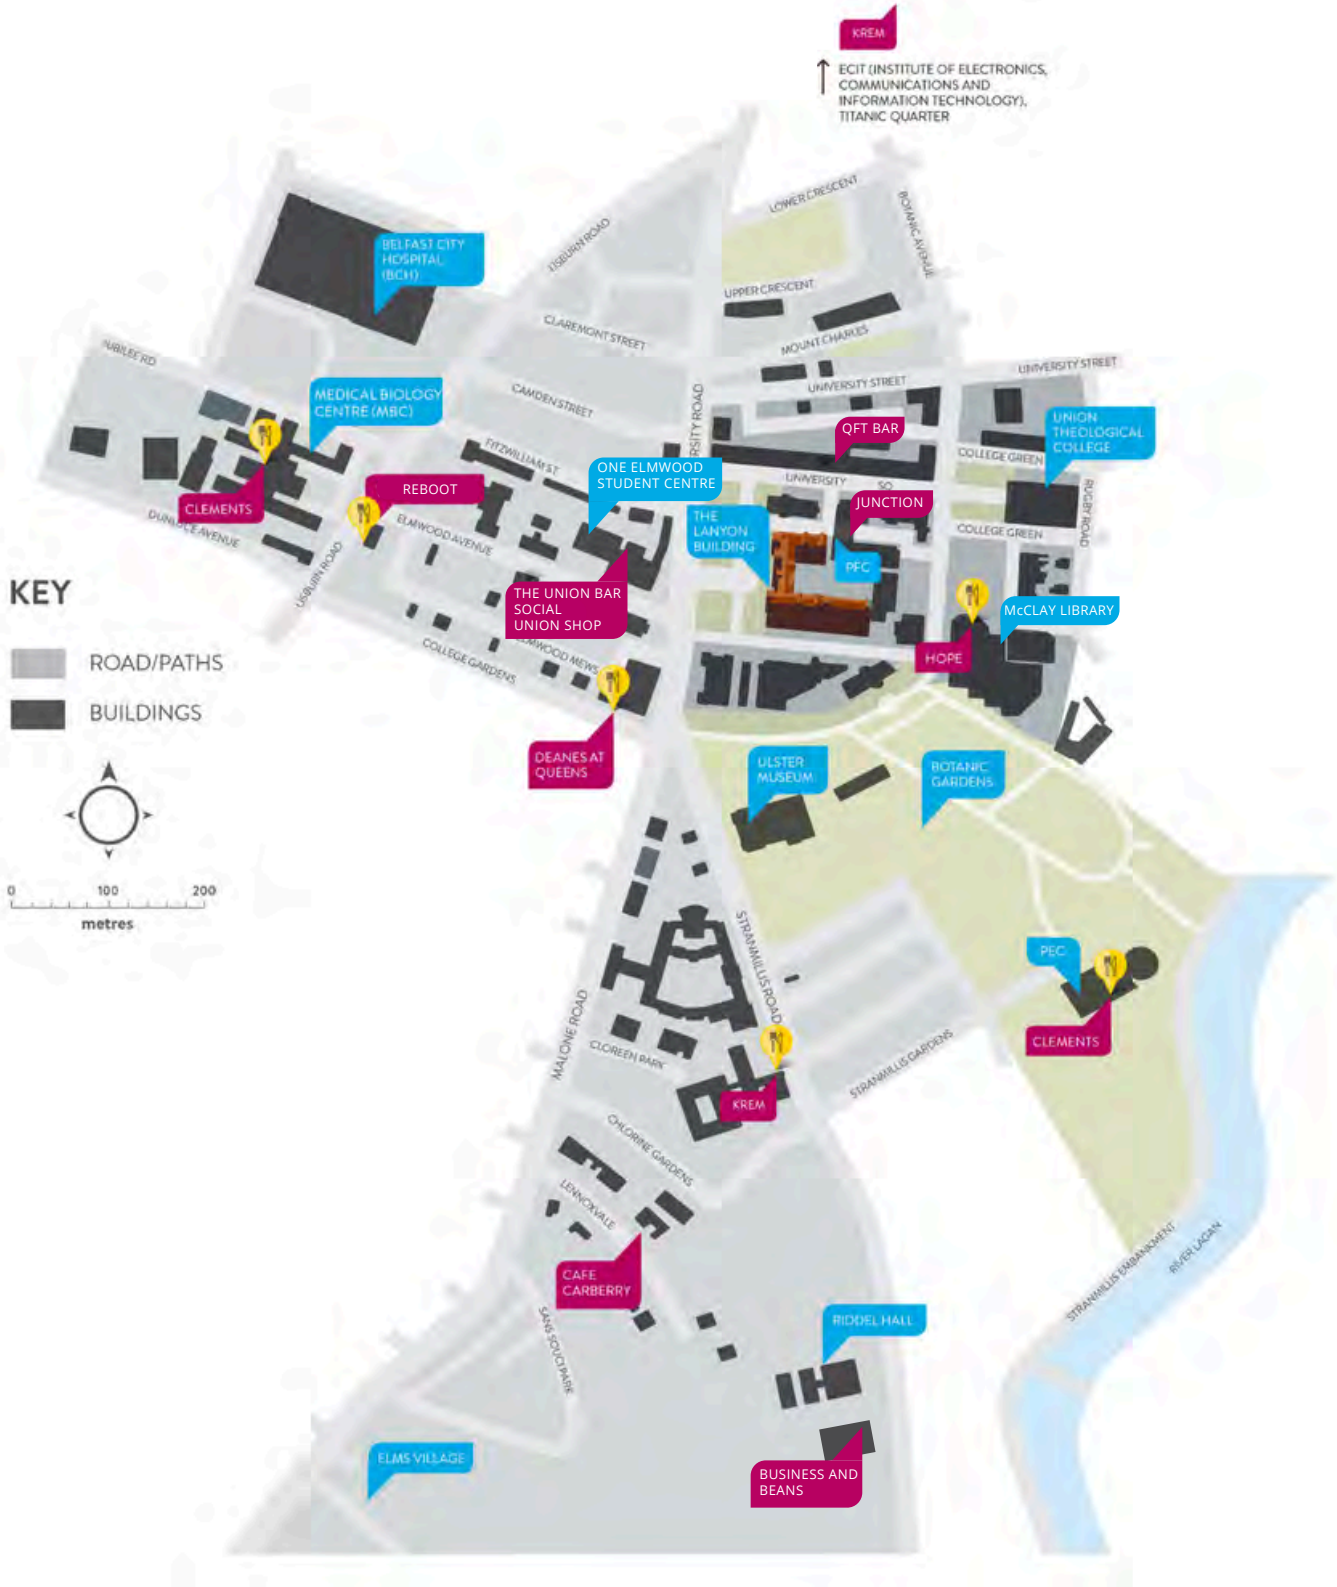 KREM
ECIT (INSTITUTE OF ELECTRONICS,
COMMUNICATIONS AND
INFORMATION TECHNOLOGY),
TITANIC QUARTER
LOWER CRESCENT
BOTANIC AVENUE
LISBURN ROAD
BELFAST CITY
HOSPITAL
(BCH)
UPPER CRESCENT
CLAREMONT STREET
MOUNT CHARLES
JUBILEE RD
UNIVERSITY STREET
UNIVERSITY STREET
CAMDEN STREET
MEDICAL BIOLOGY
CENTRE (MBC)
RSITY ROAD
QFT BAR
UNION
THEOLOGICAL
COLLEGE
FITZWILLIAM ST
COLLEGE GREEN
ONE ELMWOOD
STUDENT CENTRE
UNIVERSITY SO
REBOOT
CLEMENTS
JUNCTION
RUGBY ROAD
DUNLUCE AVENUE
ELMWOOD AVENUE
THE
LANYON
BUILDING
COLLEGE GREEN
PFC
LISBURN ROAD
KEY
THE UNION BAR
SOCIAL
UNION SHOP
McCLAY LIBRARY
ROAD/PATHS
COLLEGE GARDENS
ELMWOOD MEWS
HOPE
BUILDINGS
DEANES AT
QUEENS
ULSTER
MUSEUM
BOTANIC
GARDENS
0 100 200
metres
STRANMILLIS ROAD
PEC
MALONE ROAD
CLOREEN PARK
CLEMENTS
STRANMILLIS GARDENS
KREM
CHLORINE GARDENS
LENNOXVALE
CAFE
CARBERRY
STRANMILLIS EMBANKMENT
RIVER LAGAN
SANS SOUCI PARK
RIDDEL HALL
ELMS VILLAGE
BUSINESS AND
BEANS